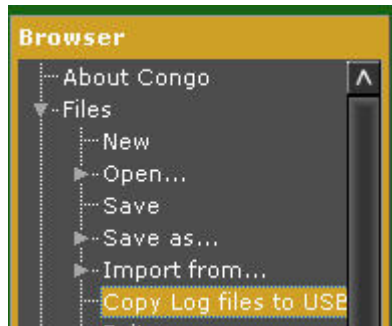 Browser
About Congo
Files
New
Open...
Save
Save as...
Import from...
Copy Log files to USB